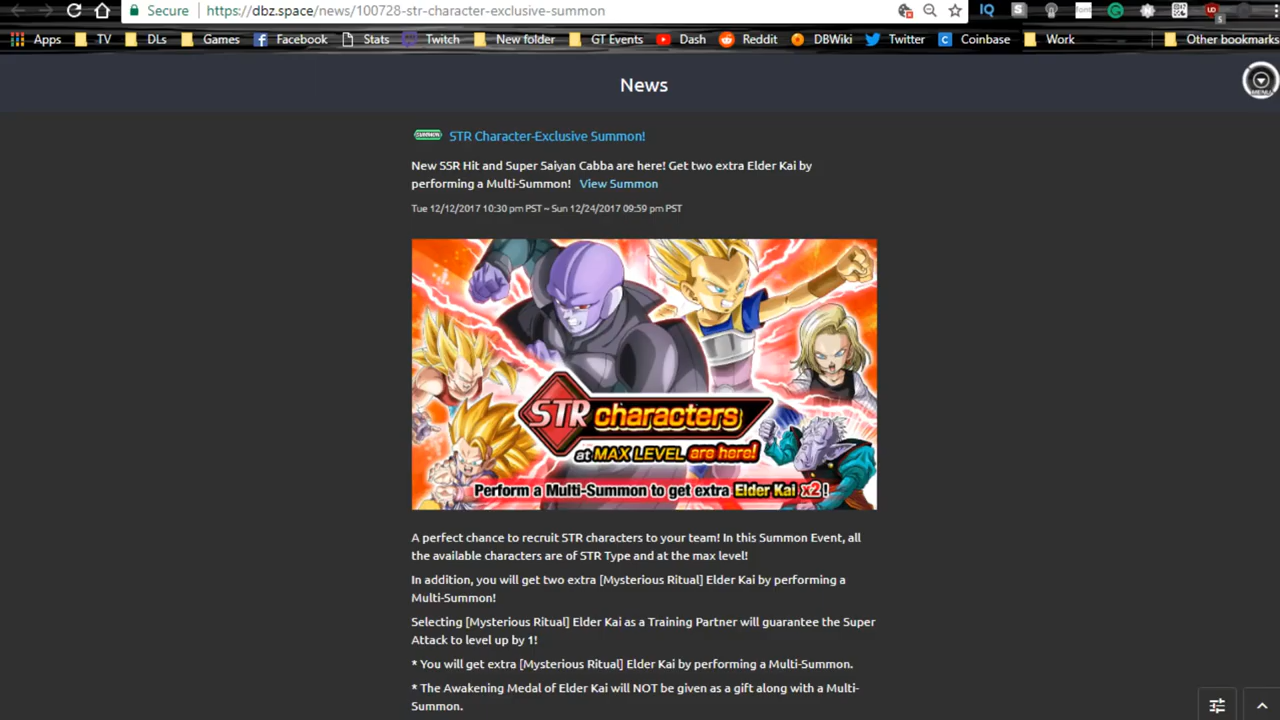 Secure https://dbz.space/news/100728-str-character-exclusive-summon
Apps TV DLs Games Facebook Stats Twitch New folder GT Events Dash Reddit DBWiki Twitter Coinbase Work Other bookmarks
News
MENU
SUMMON STR Character-Exclusive Summon!
New SSR Hit and Super Saiyan Cabba are here! Get two extra Elder Kai by
performing a Multi-Summon! View Summon
Tue 12/12/2017 10:30 pm PST ~ Sun 12/24/2017 09:59 pm PST
STR characters
at MAX LEVEL are here!
Perform a Multi-Summon to get extra Elder Kai x2!
A perfect chance to recruit STR characters to your team! In this Summon Event, all
the available characters are of STR Type and at the max level!
In addition, you will get two extra [Mysterious Ritual] Elder Kai by performing a
Multi-Summon!
Selecting [Mysterious Ritual] Elder Kai as a Training Partner will guarantee the Super
Attack to level up by 1!
* You will get extra [Mysterious Ritual] Elder Kai by performing a Multi-Summon.
* The Awakening Medal of Elder Kai will NOT be given as a gift along with a Multi-
Summon.